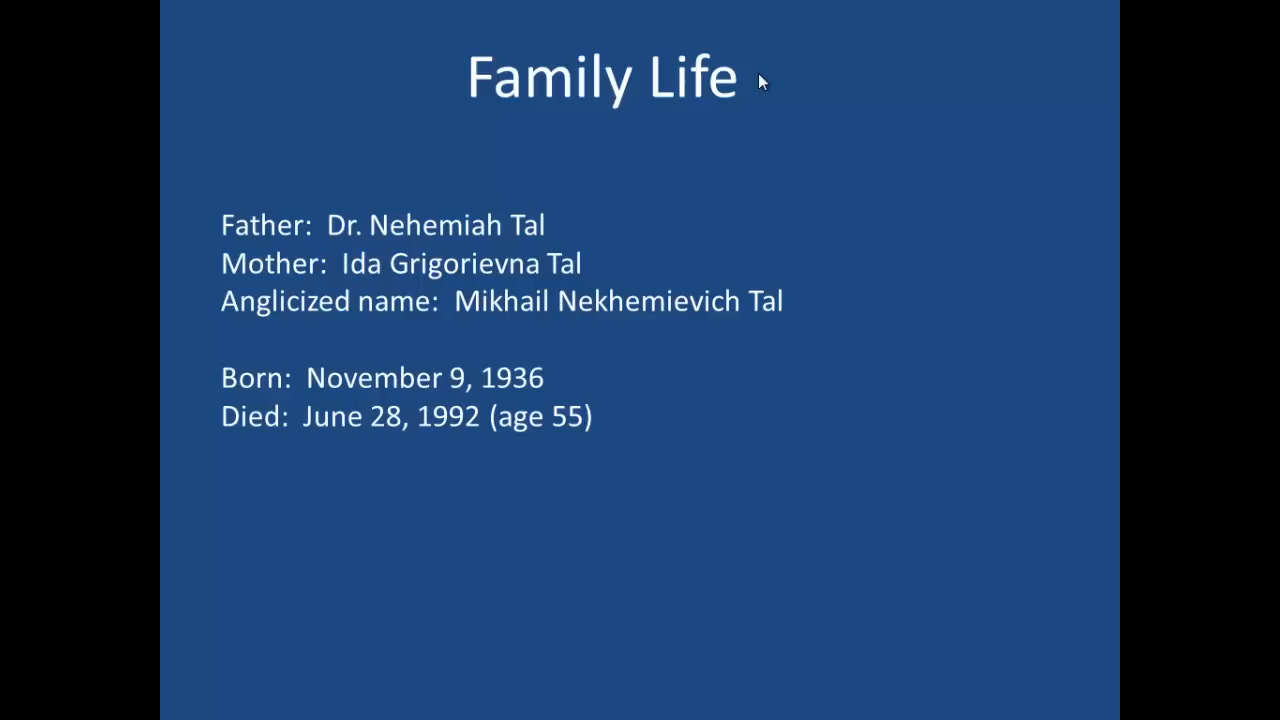 Family Life
Father: Dr. Nehemiah Tal
Mother: Ida Grigorievna Tal
Anglicized name: Mikhail Nekhemievich Tal
Born: November 9, 1936
Died: June 28, 1992 (age 55)